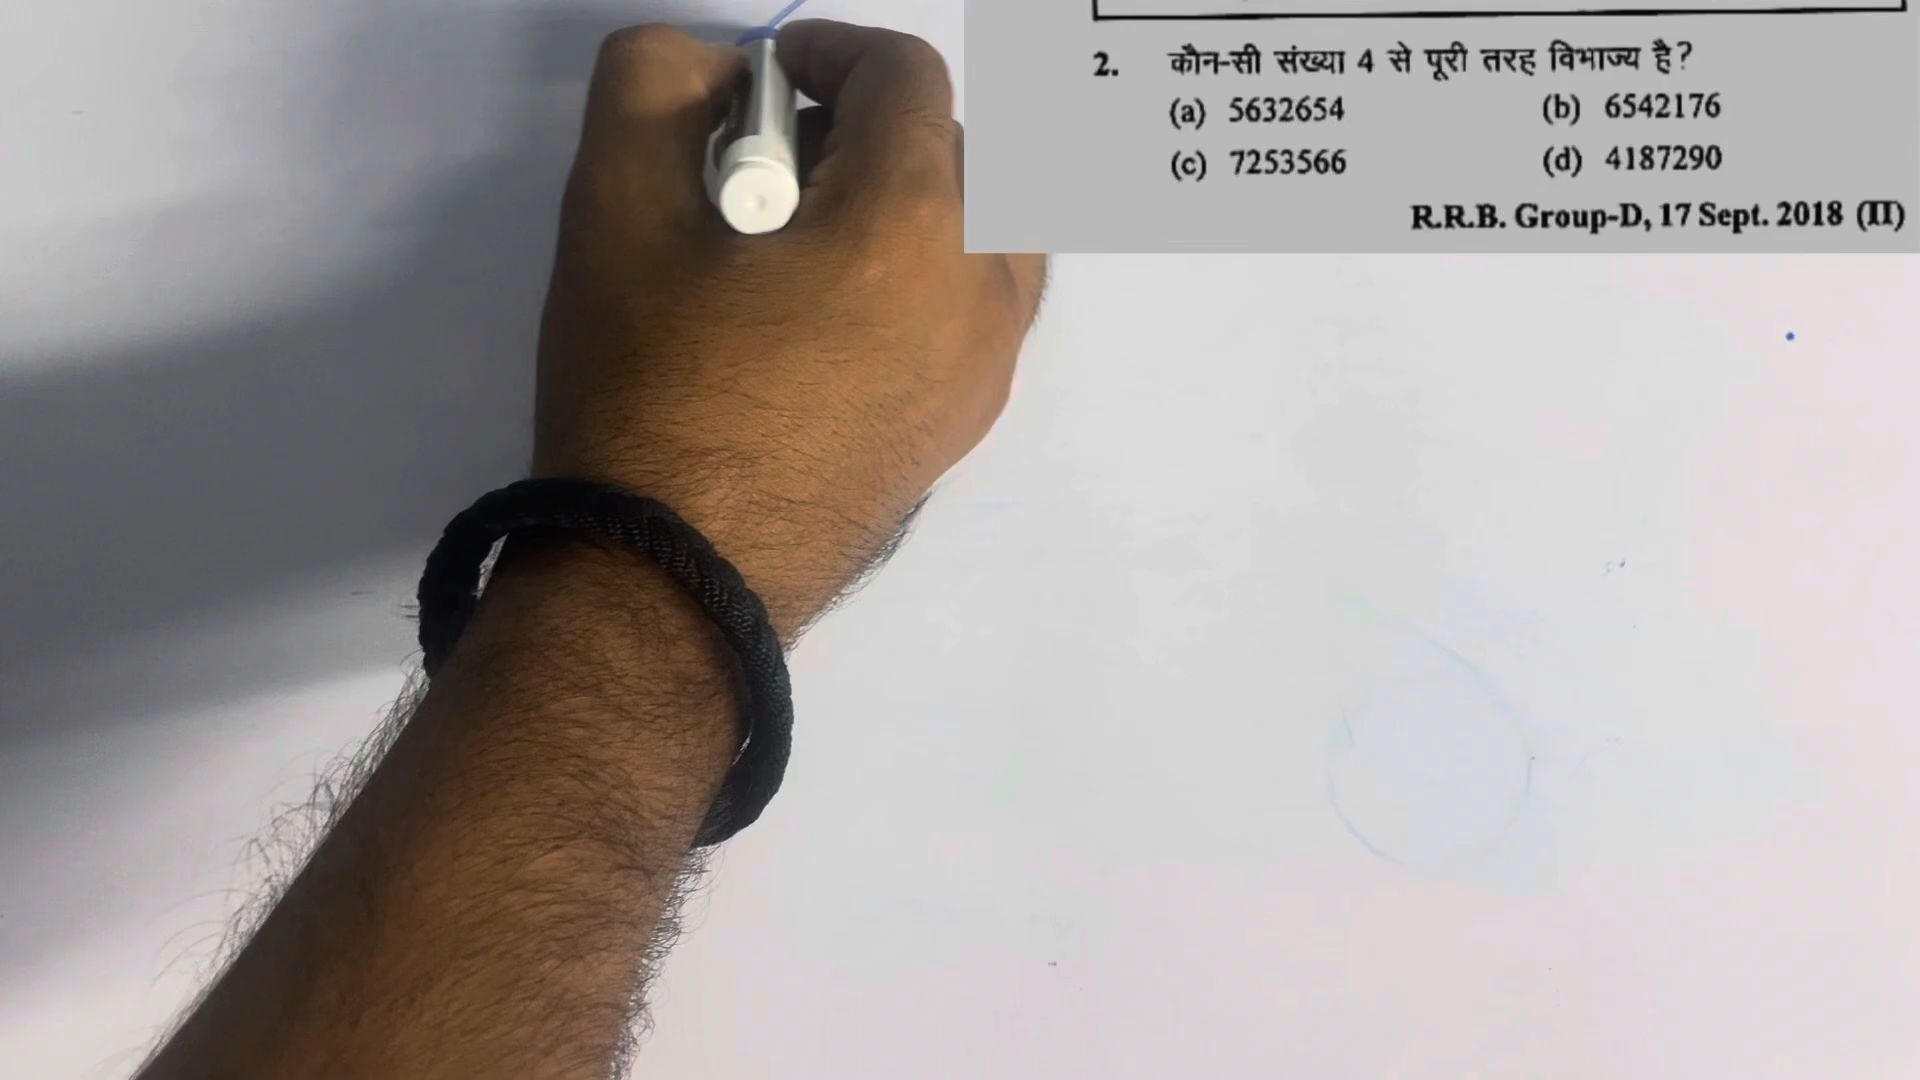 2. कौन-सी संख्या 4 से पूरी तरह विभाज्य है?
(a) 5632654 (b) 6542176
(c) 7253566 (d) 4187290
R.R.B. Group-D, 17 Sept. 2018 (II)